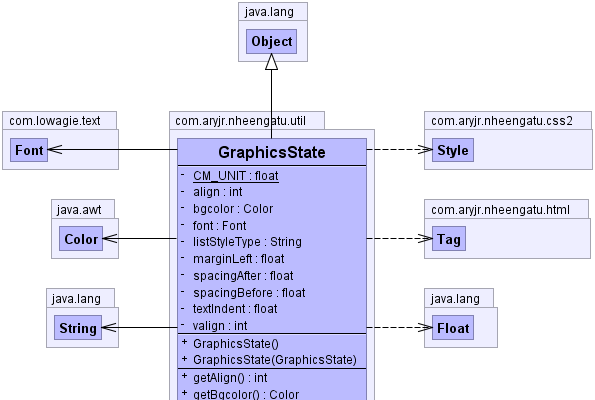 java.lang
Object
com.lowagie.text
Font
com.aryjr.nheengatu.util
com.aryjr.nheengatu.css2
Style
GraphicsState
- CM_UNIT : float
- align : int
- bgcolor : Color
- font : Font
- listStyleType : String
- marginLeft : float
- spacingAfter : float
- spacingBefore : float
- textIndent : float
- valign : int
+ GraphicsState()
+ GraphicsState(GraphicsState)
+ getAlign() : int
+ getBgcolor() : Color
java.awt
Color
com.aryjr.nheengatu.html
Tag
java.lang
String
java.lang
Float